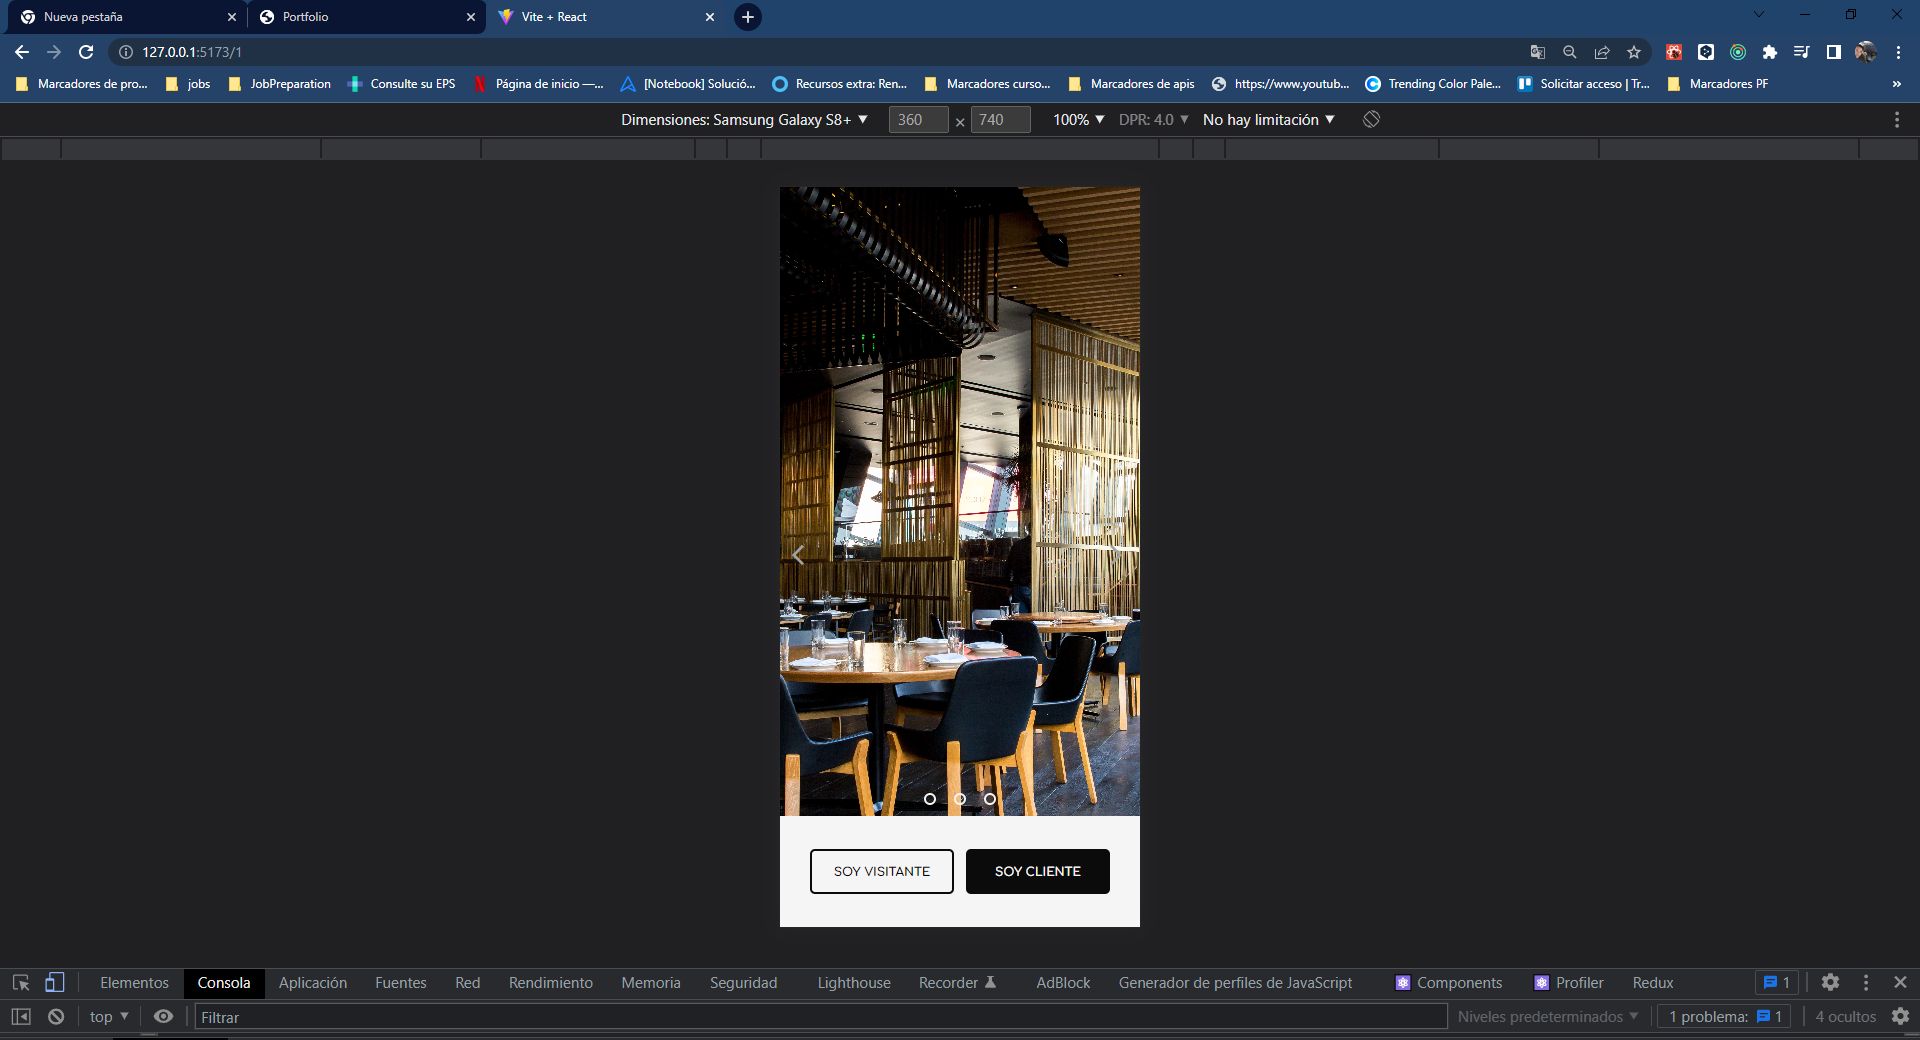 Nueva pestaña
Portfolio
Vite + React
127.0.0.1:5173/1
Marcadores de pro...
jobs
JobPreparation
Consulte su EPS
Página de inicio —...
[Notebook] Solució...
Recursos extra: Ren...
Marcadores curso...
Marcadores de apis
https://www.youtub...
Trending Color Pale...
Solicitar acceso | Tr...
Marcadores PF
»
Dimensiones: Samsung Galaxy S8+ 360 × 740 100% DPR: 4.0 No hay limitación
SOY VISITANTE SOY CLIENTE
Elementos Consola Aplicación Fuentes Red Rendimiento Memoria Seguridad Lighthouse Recorder AdBlock Generador de perfiles de JavaScript Components Profiler Redux 1
top Filtrar Niveles predeterminados 1 problema: 1 4 ocultos